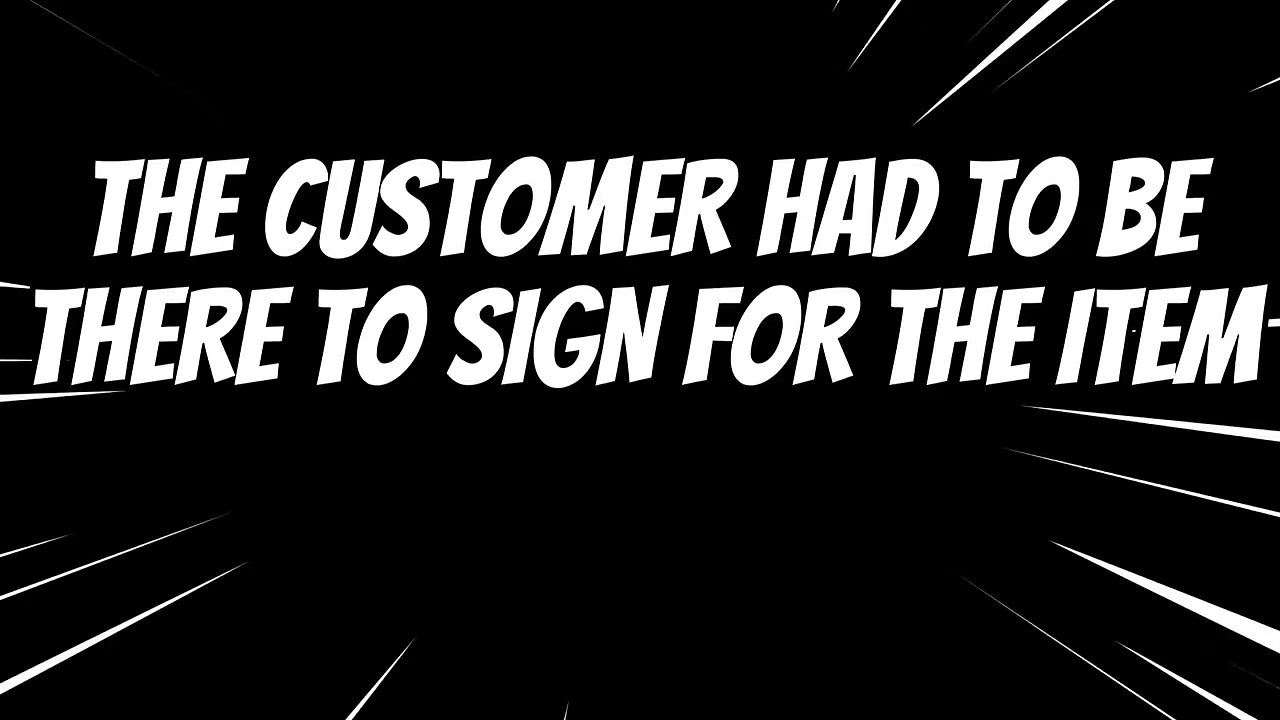 THE CUSTOMER HAD TO BE
THERE TO SIGN FOR THE ITEM